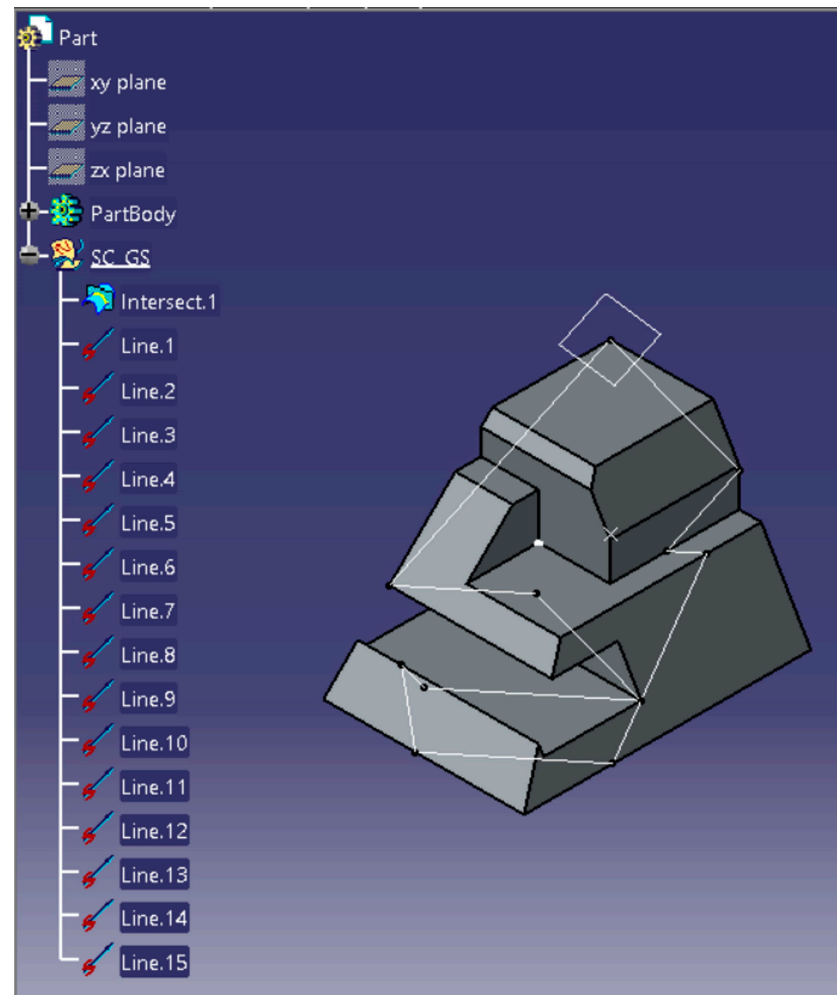 Part
xy plane
yz plane
zx plane
PartBody
SC_GS
Intersect.1
Line.1
Line.2
Line.3
Line.4
Line.5
Line.6
Line.7
Line.8
Line.9
Line.10
Line.11
Line.12
Line.13
Line.14
Line.15